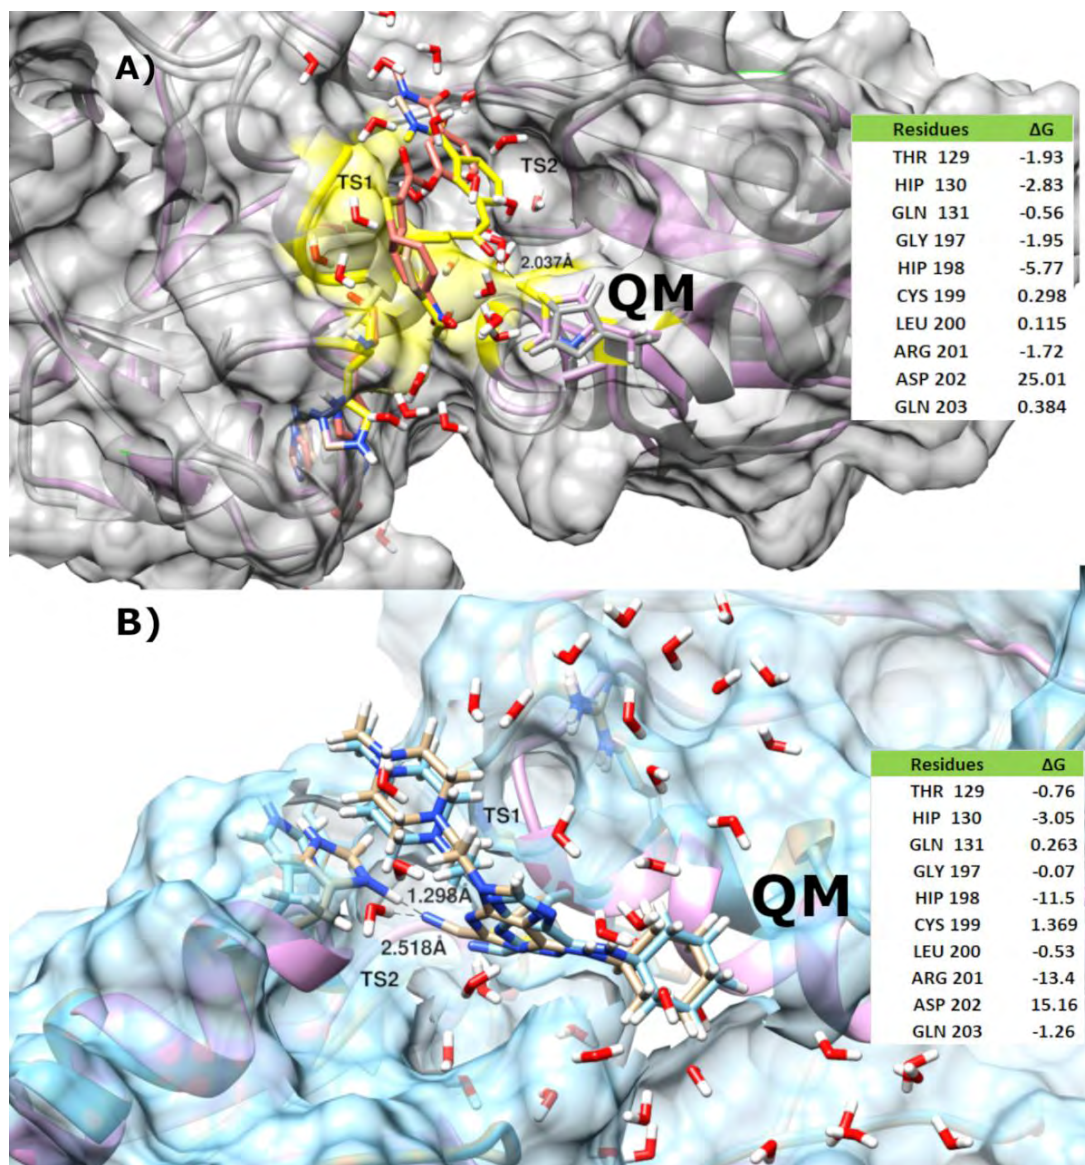 A)
TS1
TS2
2.037Å
QM
Residues ΔG
THR 129 -1.93
HIP 130 -2.83
GLN 131 -0.56
GLY 197 -1.95
HIP 198 -5.77
CYS 199 0.298
LEU 200 0.115
ARG 201 -1.72
ASP 202 25.01
GLN 203 0.384
B)
TS1
1.298Å
2.518Å
TS2
QM
Residues ΔG
THR 129 -0.76
HIP 130 -3.05
GLN 131 0.263
GLY 197 -0.07
HIP 198 -11.5
CYS 199 1.369
LEU 200 -0.53
ARG 201 -13.4
ASP 202 15.16
GLN 203 -1.26